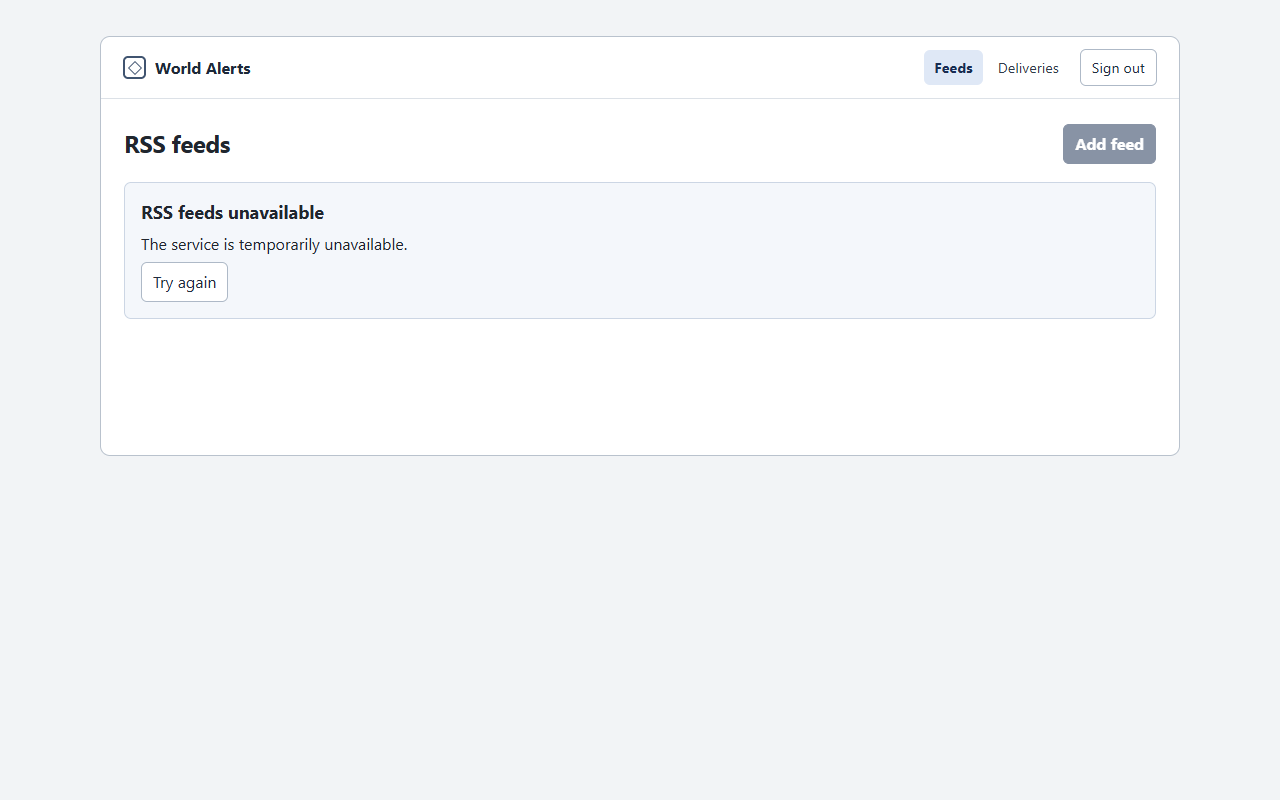 World Alerts
Feeds
Deliveries
Sign out
RSS feeds
Add feed
RSS feeds unavailable
The service is temporarily unavailable.
Try again